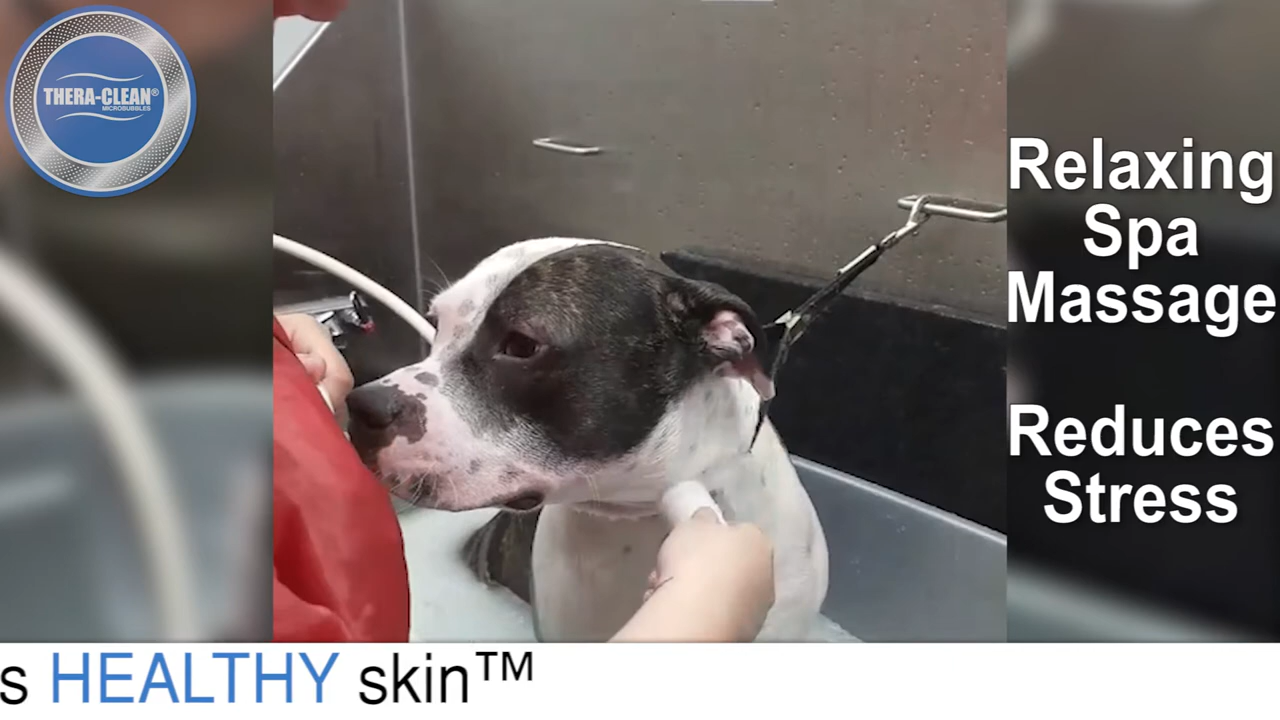 THERA-CLEAN®
MICROBUBBLES
Relaxing
Spa
Massage
Reduces
Stress
s HEALTHY skin™